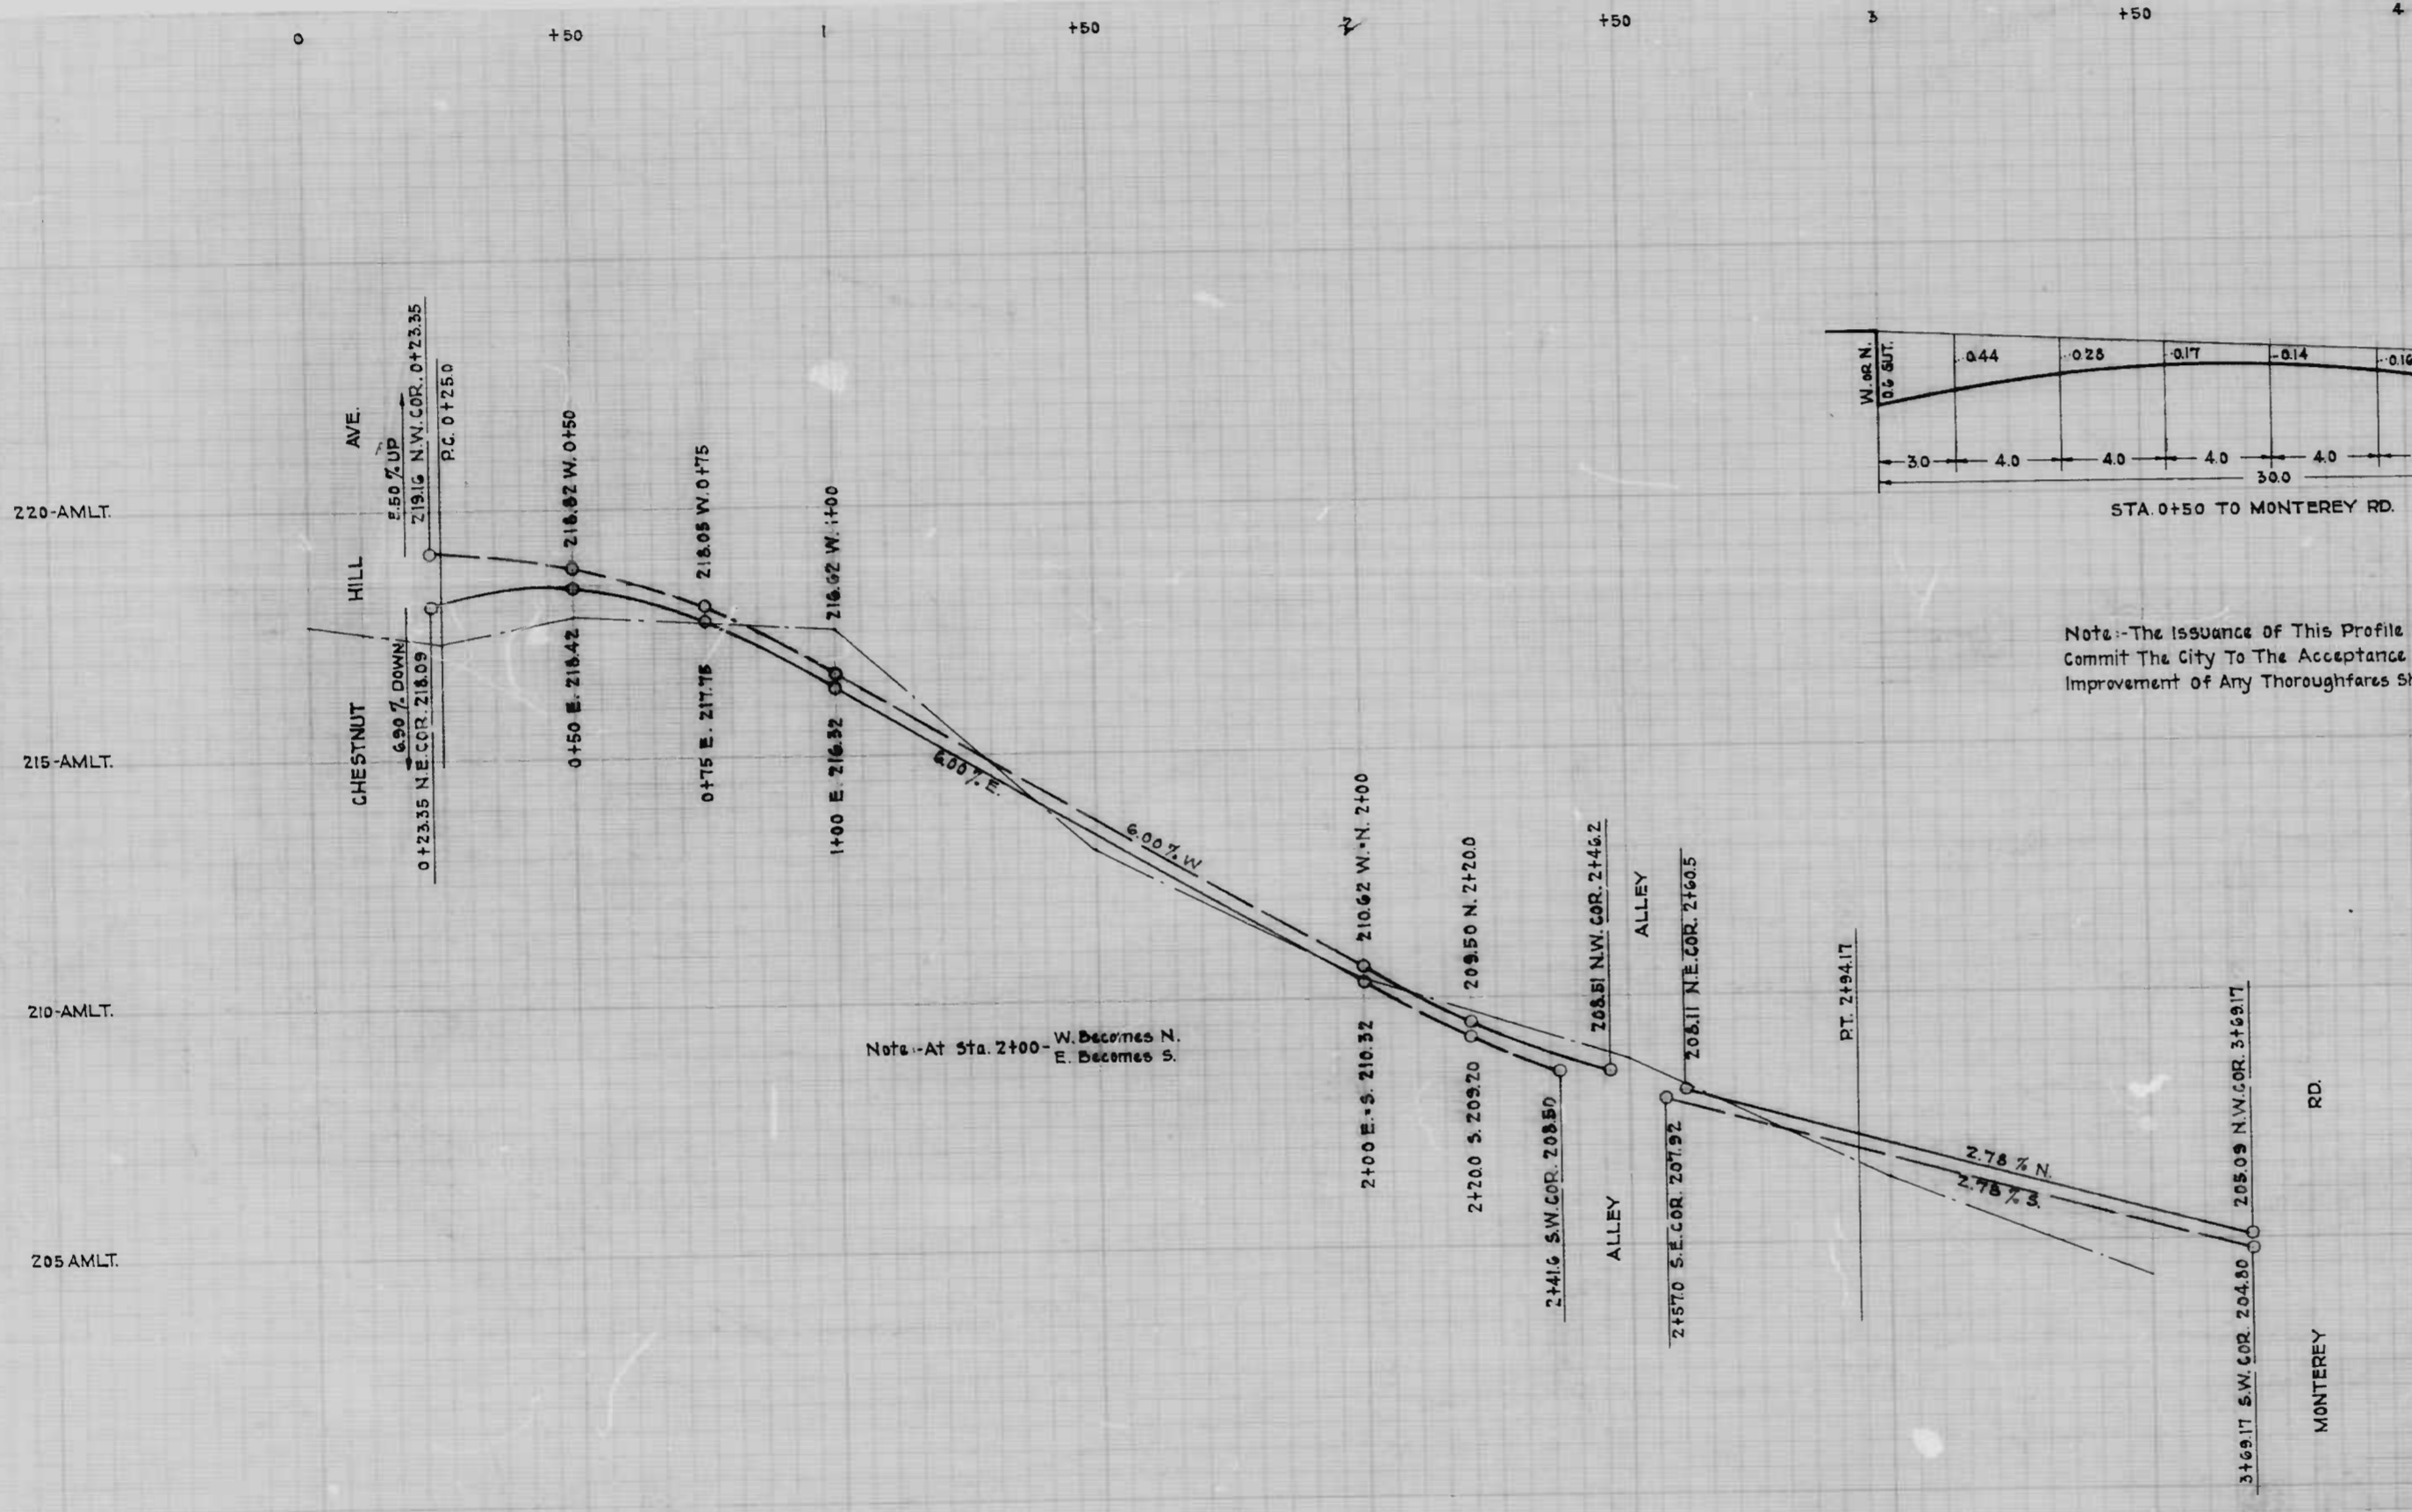 0 +50 1 +50 2 +50 3 +50 4
220-AMLT.
215-AMLT.
210-AMLT.
205 AMLT.
CHESTNUT HILL AVE.
% UP
219.16 N.W. COR. 0+23.35
P.C. 0+25.0
6.90 % DOWN
0+23.35 N.E. COR. 218.09
218.82 W. 0+50
0+50 E. 218.42
218.05 W. 0+75
0+75 E. 217.75
216.62 W. 1+00
1+00 E. 216.32
6.00 % E.
6.00 % W
Note:-At Sta. 2+00- W. Becomes N.
E. Becomes S.
210.62 W.=N. 2+00
2+00 E.=S. 210.32
209.50 N. 2+20.0
2+20.0 S. 209.20
208.51 N.W. COR. 2+46.2
2+41.6 S.W. COR. 208.50
ALLEY
ALLEY
208.11 N.E. COR. 2+60.5
2+57.0 S.E. COR. 207.92
P.T. 2+94.17
2.78 % N.
2.78 % S.
205.09 N.W. COR. 3+69.17
3+69.17 S.W. COR. 204.80
MONTEREY RD.
W. OR N.
0.6 GUT.
0.44 0.28 0.17 0.14 0.16
3.0 4.0 4.0 4.0 4.0
30.0
STA. 0+50 TO MONTEREY RD.
Note:-The Issuance Of This Profile
Commit The City To The Acceptance
Improvement Of Any Thoroughfares